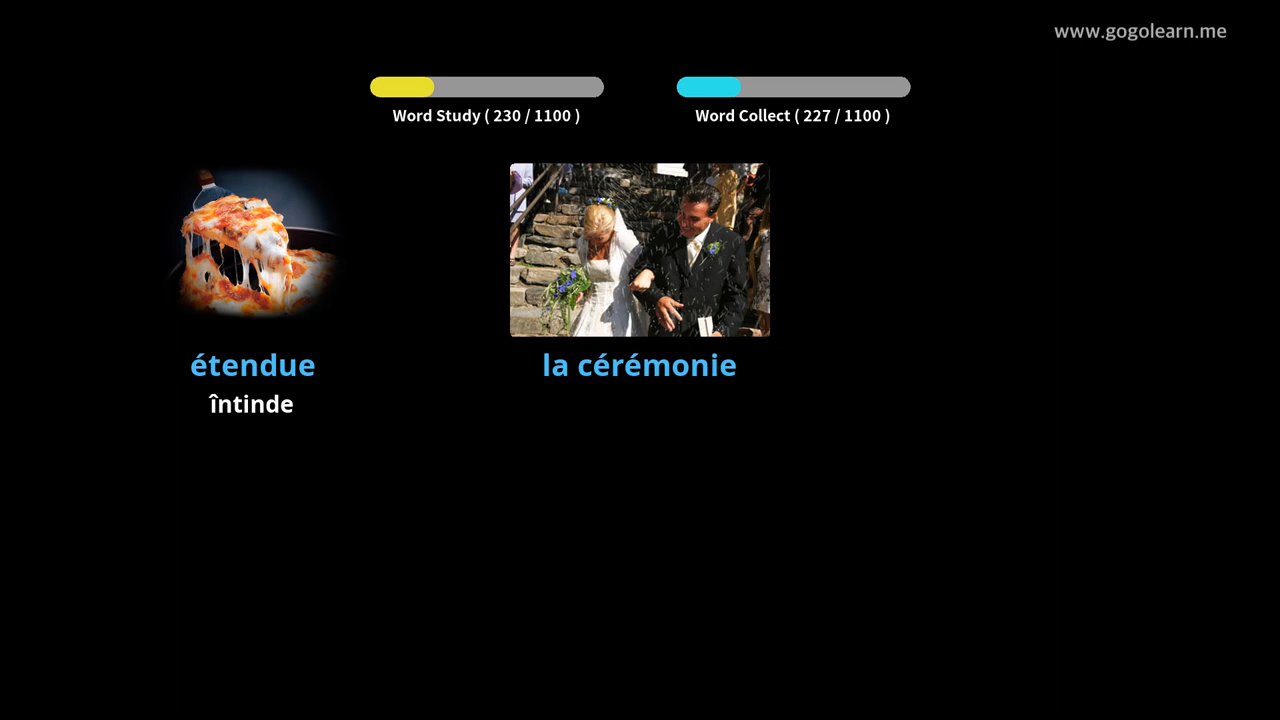 www.gogolearn.me
Word Study ( 230 / 1100 )
Word Collect ( 227 / 1100 )
étendue
întinde
la cérémonie